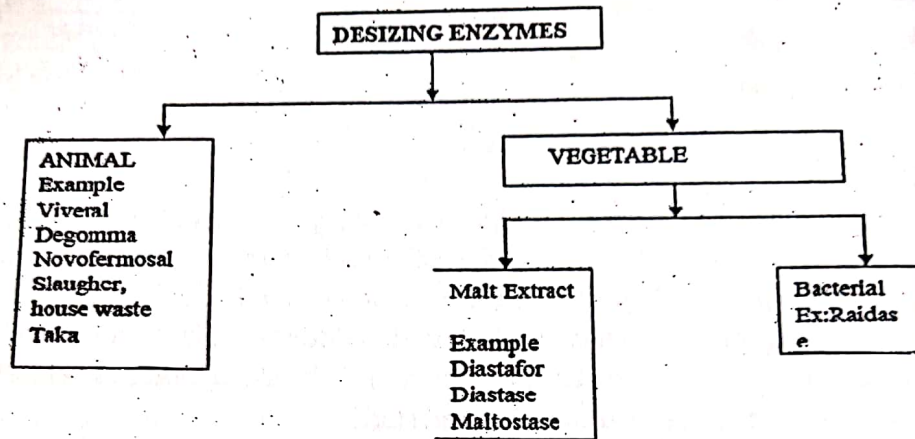 DESIZING ENZYMES
ANIMAL
Example
Viveral
Degomma
Novofermosal
Slaugher,
house waste
Taka
VEGETABLE
Malt Extract
Example
Diastafor
Diastase
Maltostase
Bacterial
Ex:Raidas
e